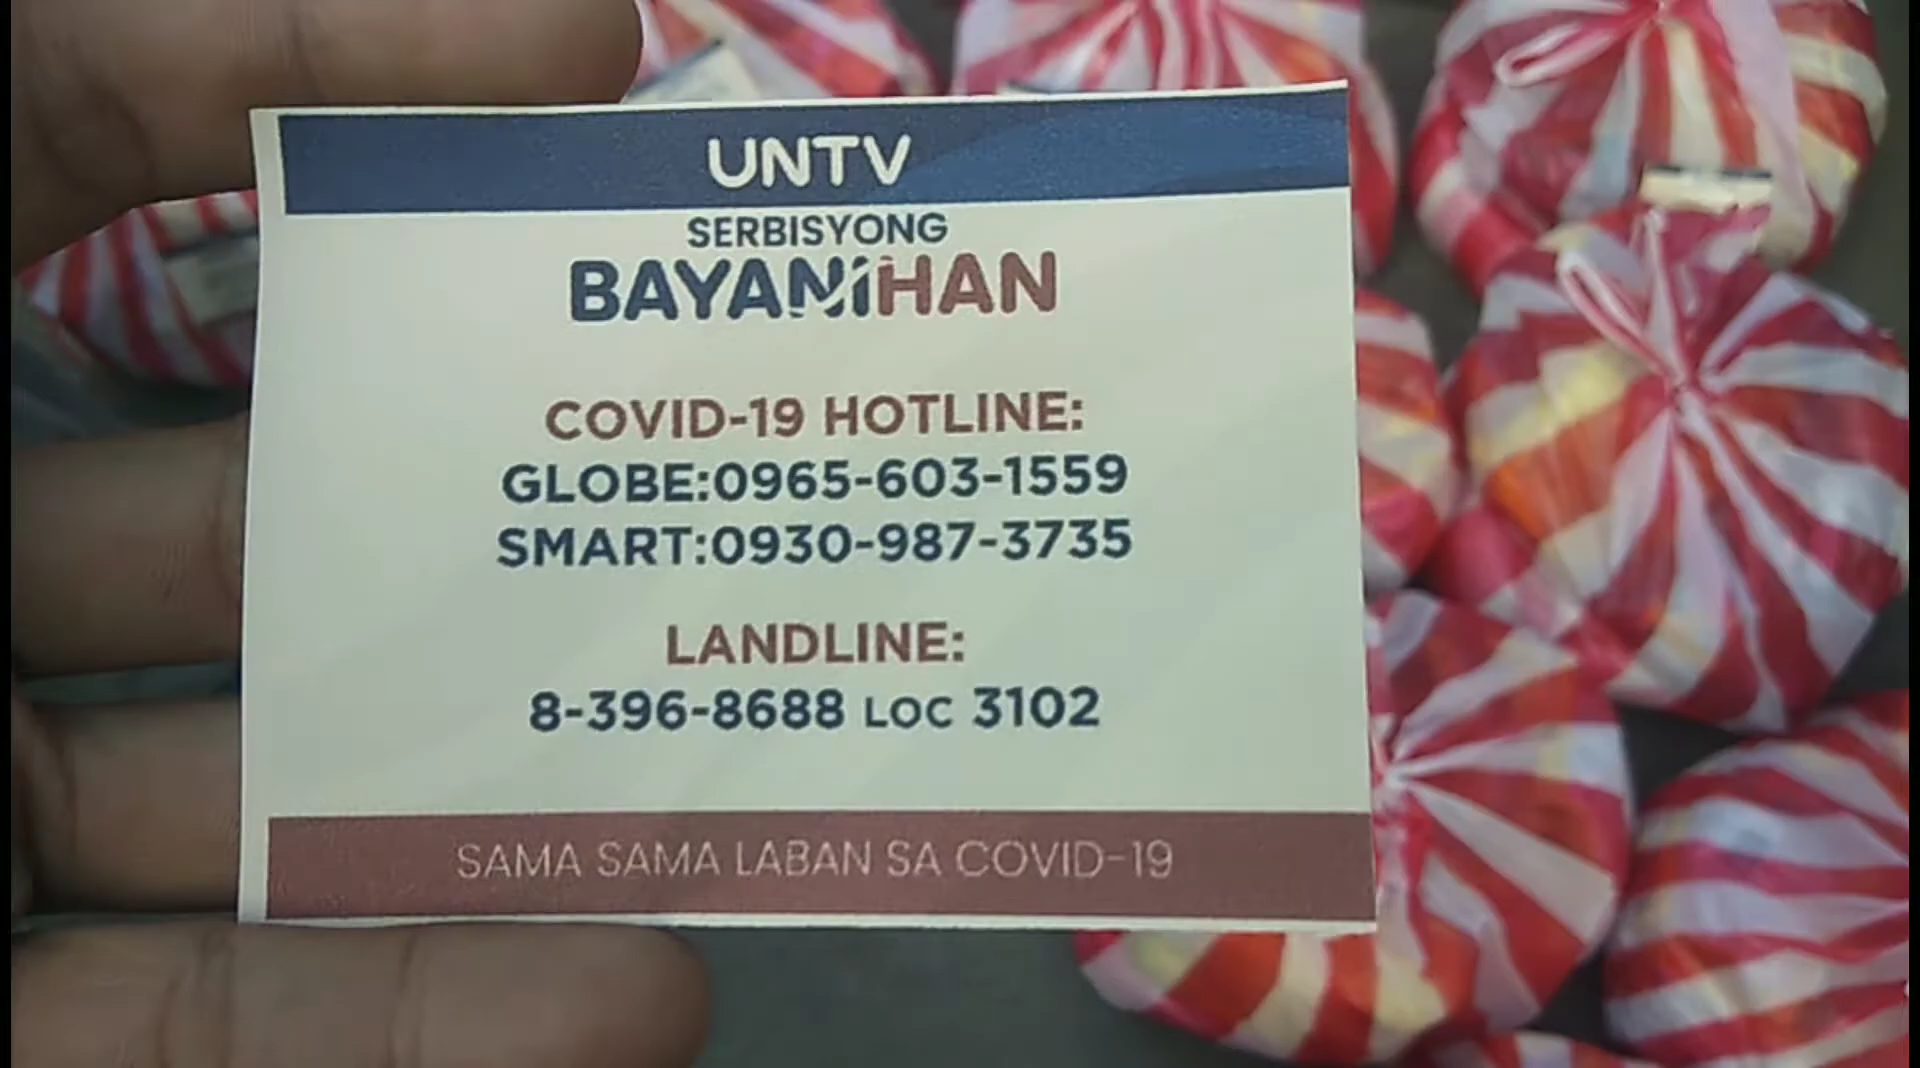 UNTV
SERBISYONG
BAYANiHAN
COVID-19 HOTLINE:
GLOBE:0965-603-1559
SMART:0930-987-3735
LANDLINE:
8-396-8688 LOC 3102
SAMA SAMA LABAN SA COVID-19